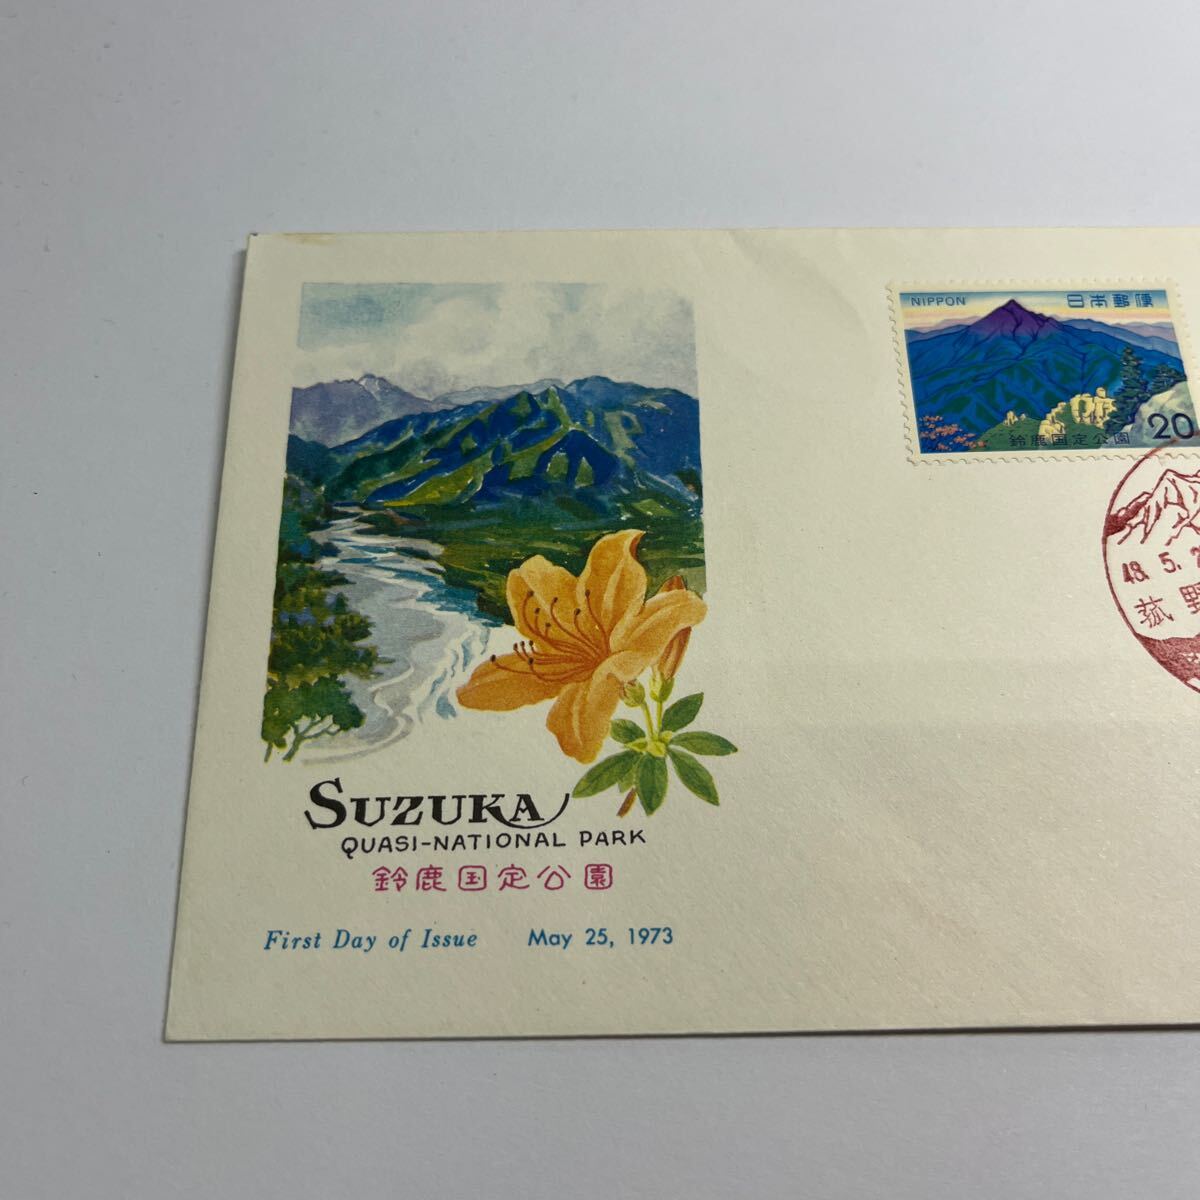 NIPPON 日本郵便
鈴鹿国定公園 20
48. 5. 2
菰野
SUZUKA
QUASI-NATIONAL PARK
鈴鹿国定公園
First Day of Issue May 25, 1973